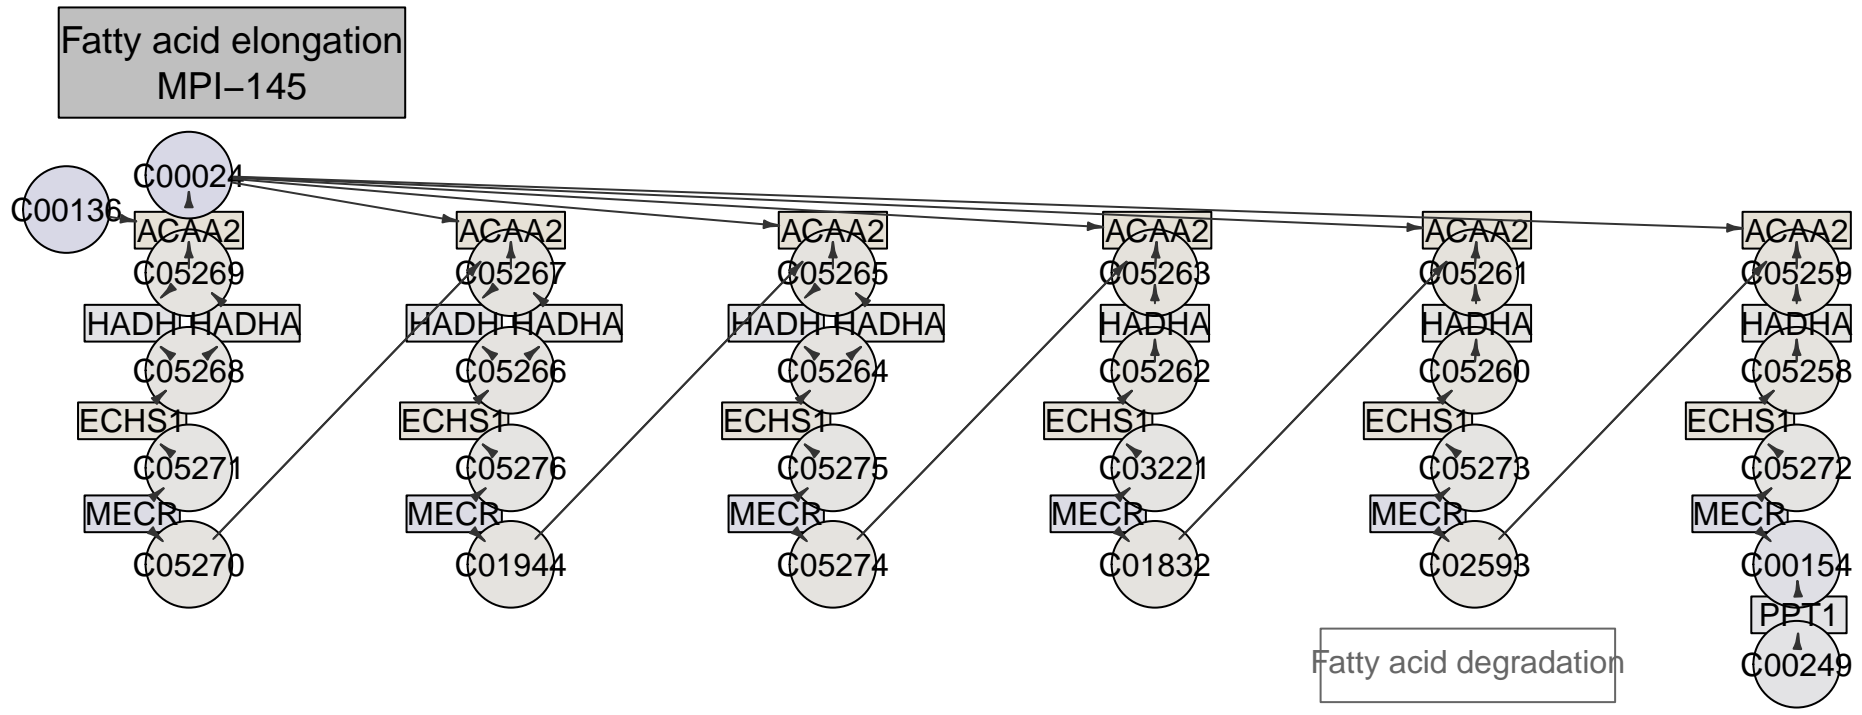 Fatty acid elongation
MPI−145
C00024
C00136
ACAA2 ACAA2 ACAA2 ACAA2 ACAA2 ACAA2
C05269 C05267 C05265 C05263 C05261 C05259
HADH HADHA HADH HADHA HADH HADHA HADHA HADHA HADHA
C05268 C05266 C05264 C05262 C05260 C05258
ECHS1 ECHS1 ECHS1 ECHS1 ECHS1 ECHS1
C05271 C05276 C05275 C03221 C05273 C05272
MECR MECR MECR MECR MECR MECR
C05270 C01944 C05274 C01832 C02593 C00154
PPT1
Fatty acid degradation C00249